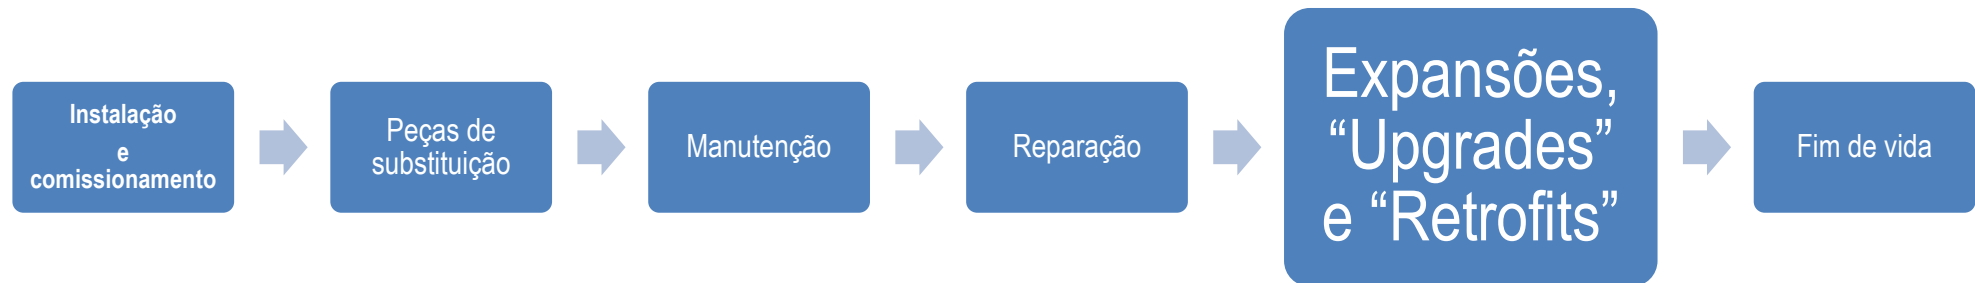 Instalação
e
comissionamento
Peças de
substituição
Manutenção
Reparação
Expansões,
“Upgrades”
e “Retrofits”
Fim de vida